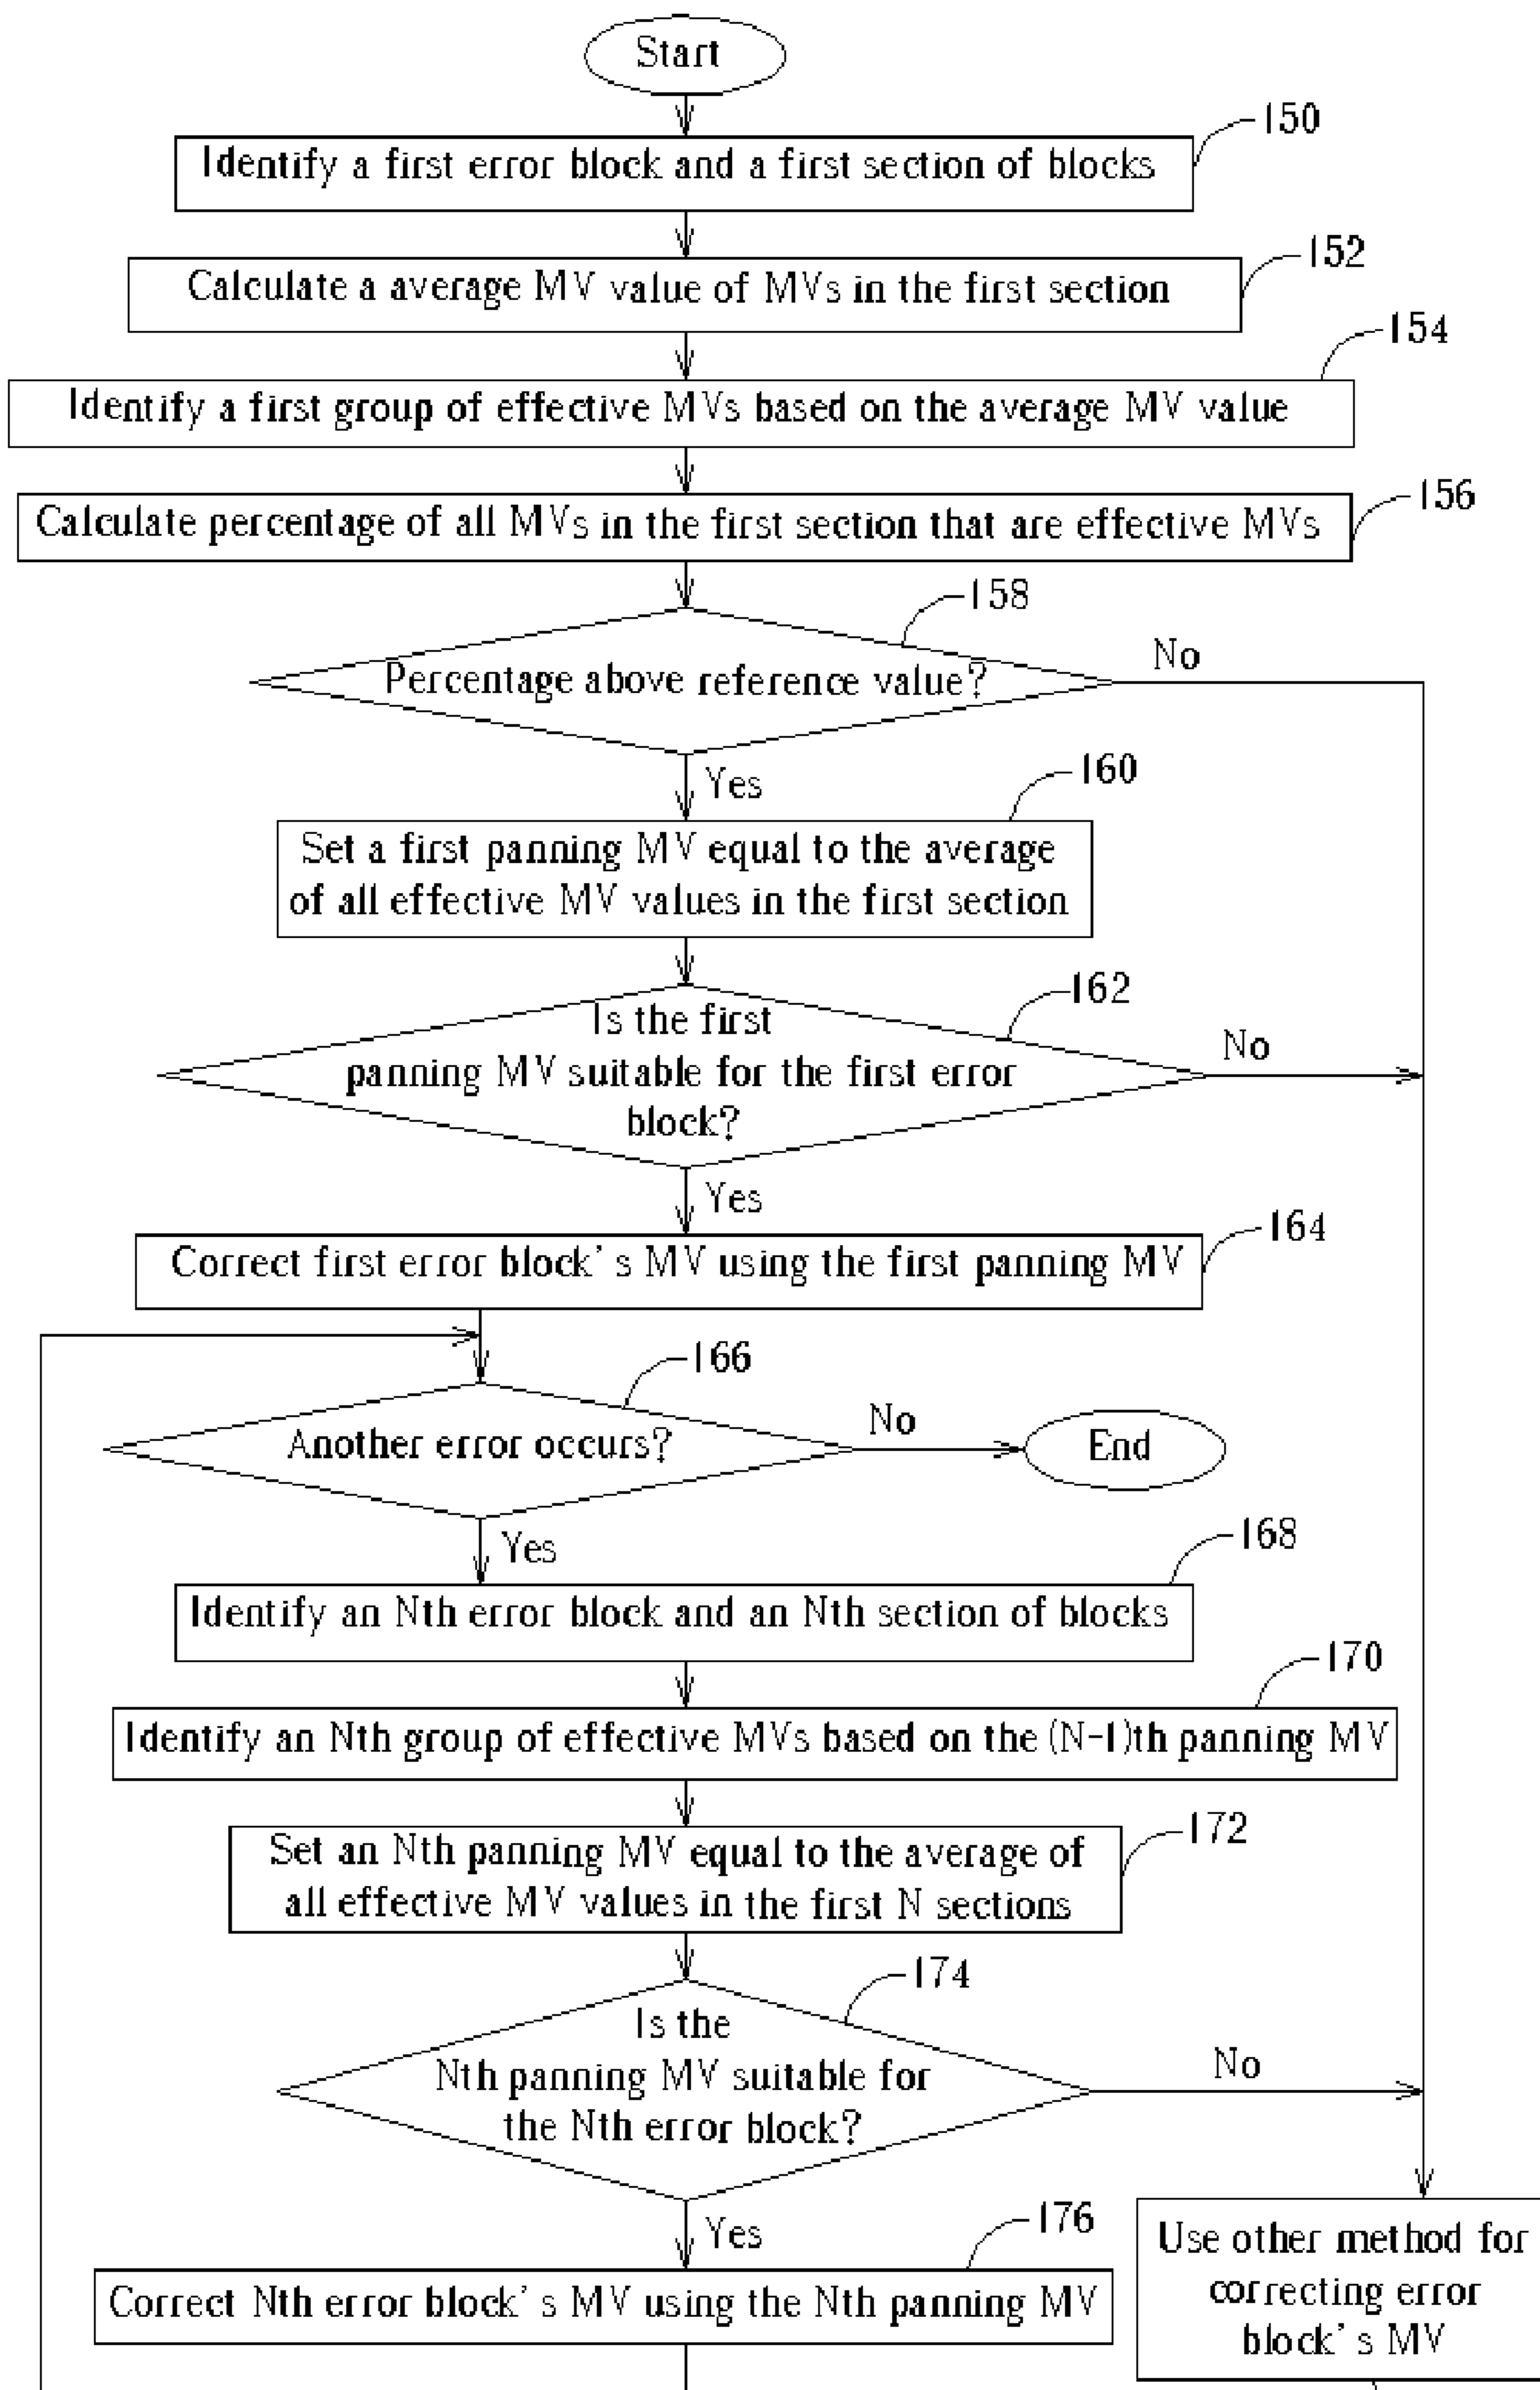 Start
150
Identify a first error block and a first section of blocks
152
Calculate a average MV value of MVs in the first section
154
Identify a first group of effective MVs based on the average MV value
156
Calculate percentage of all MVs in the first section that are effective MVs
158
Percentage above reference value?
No
Yes
160
Set a first panning MV equal to the average
of all effective MV values in the first section
162
Is the first
panning MV suitable for the first error
block?
No
Yes
164
Correct first error block's MV using the first panning MV
166
Another error occurs?
No
End
Yes
168
Identify an Nth error block and an Nth section of blocks
170
Identify an Nth group of effective MVs based on the (N-1)th panning MV
172
Set an Nth panning MV equal to the average of
all effective MV values in the first N sections
174
Is the
Nth panning MV suitable for
the Nth error block?
No
Yes
176
Correct Nth error block's MV using the Nth panning MV
Use other method for
correcting error
block's MV